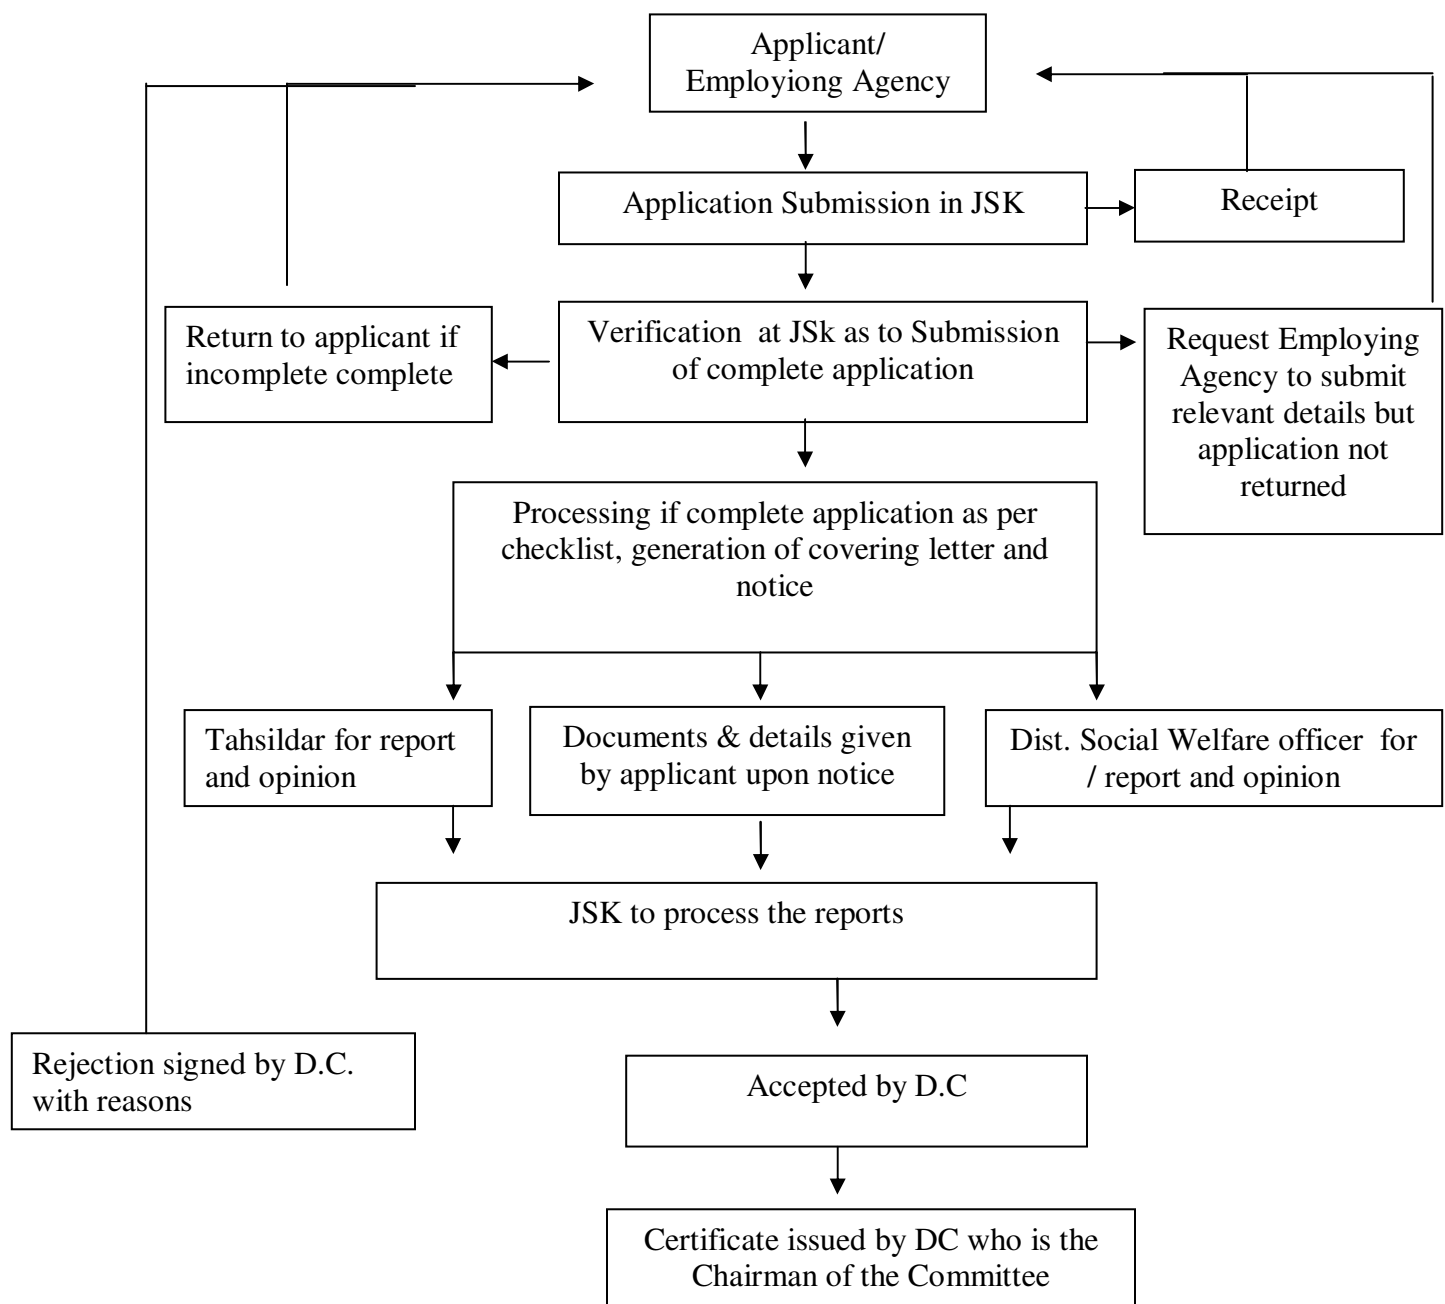 Applicant/
Employiong Agency
Application Submission in JSK
Receipt
Return to applicant if
incomplete complete
Verification  at JSk as to Submission
of complete application
Request Employing
Agency to submit
relevant details but
application not
returned
Processing if complete application as per
checklist, generation of covering letter and
notice
Tahsildar for report
and opinion
Documents & details given
by applicant upon notice
Dist. Social Welfare officer  for
/ report and opinion
JSK to process the reports
Rejection signed by D.C.
with reasons
Accepted by D.C
Certificate issued by DC who is the
Chairman of the Committee